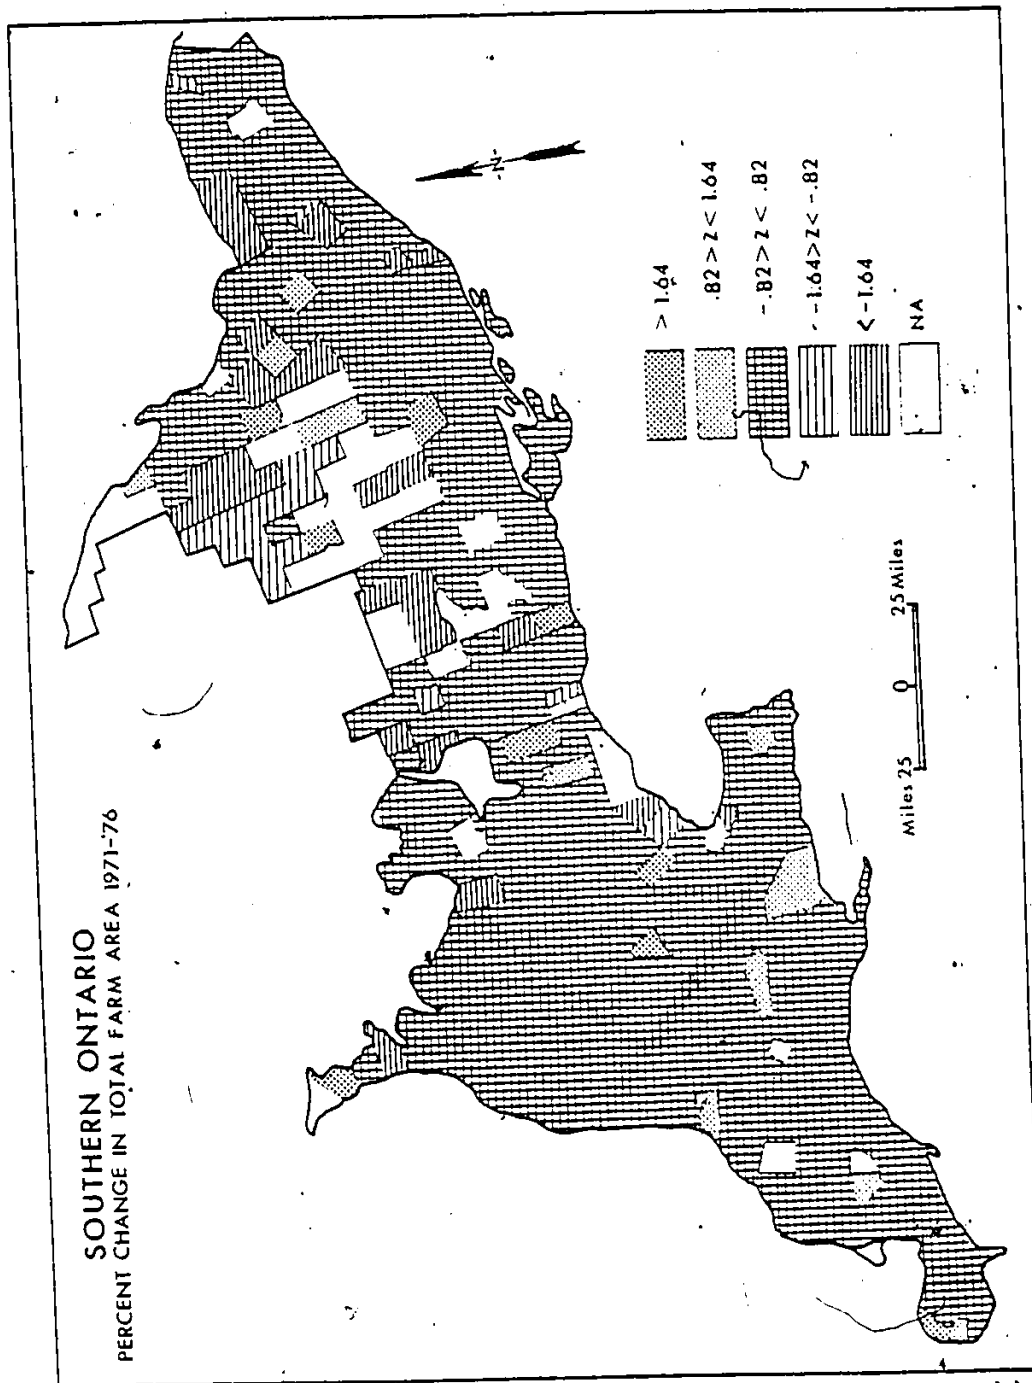 SOUTHERN ONTARIO
PERCENT CHANGE IN TOTAL FARM AREA 1971-'76
N
> 1.64
.82 > Z < 1.64
-.82 > Z < .82
-1.64 > Z < -.82
< -1.64
NA
Miles 25 0 25 Miles